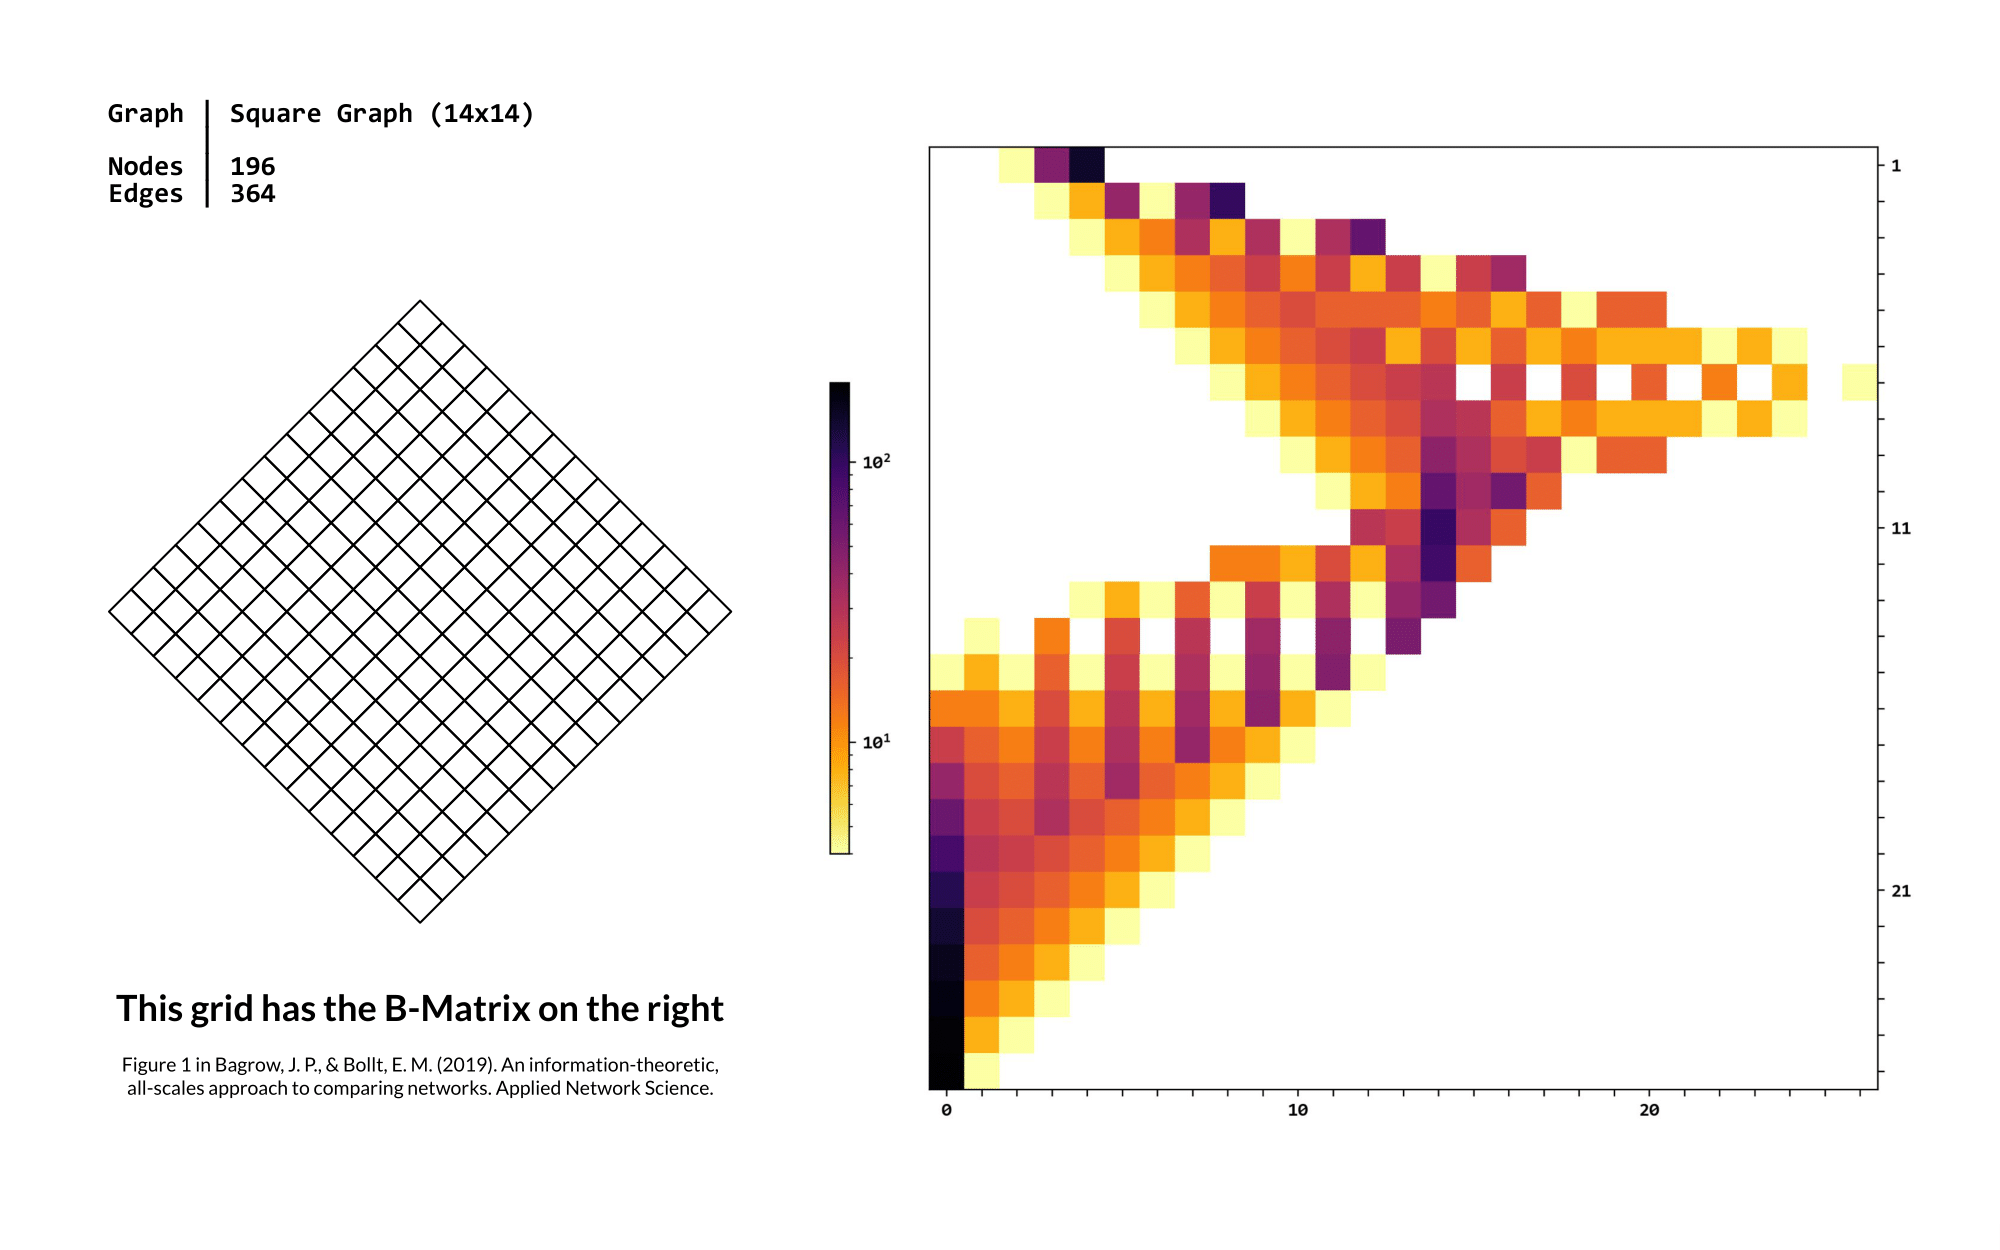 Graph | Square Graph (14x14)
Nodes | 196
Edges | 364
10²
10¹
1
11
21
0 10 20
This grid has the B-Matrix on the right
Figure 1 in Bagrow, J. P., & Bollt, E. M. (2019). An information-theoretic,
all-scales approach to comparing networks. Applied Network Science.